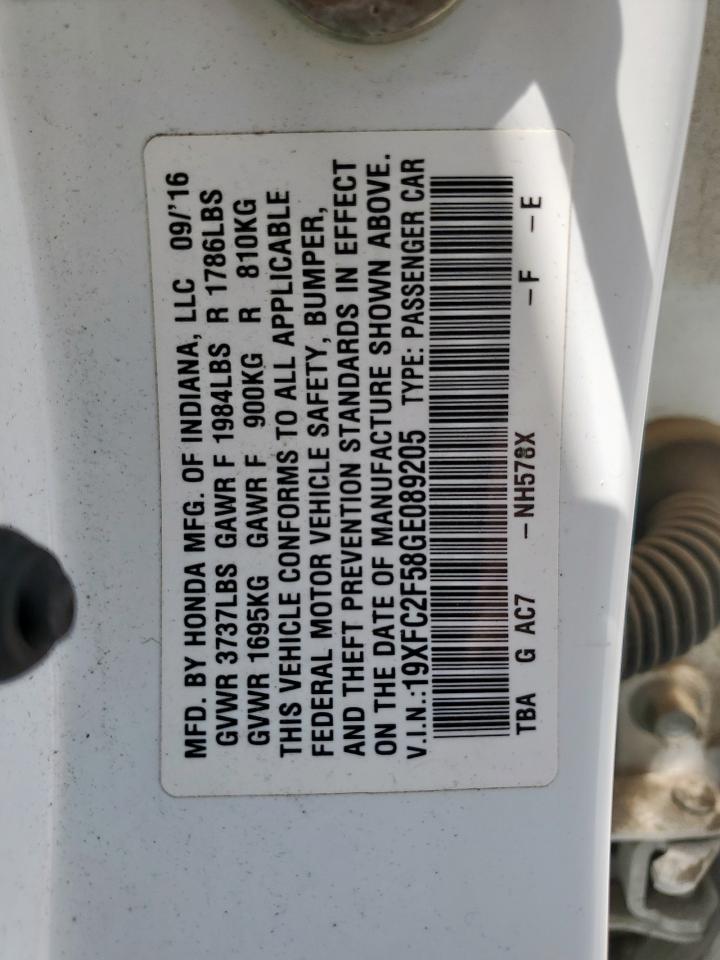 MFD. BY HONDA MFG. OF INDIANA, LLC 09/'16
GVWR 3737LBS GAWR F 1984LBS R 1786LBS
GVWR 1695KG GAWR F 900KG R 810KG
THIS VEHICLE CONFORMS TO ALL APPLICABLE
FEDERAL MOTOR VEHICLE SAFETY, BUMPER,
AND THEFT PREVENTION STANDARDS IN EFFECT
ON THE DATE OF MANUFACTURE SHOWN ABOVE.
V.I.N.:19XFC2F58GE089205 TYPE: PASSENGER CAR
TBA G AC7 -NH578X -F -E